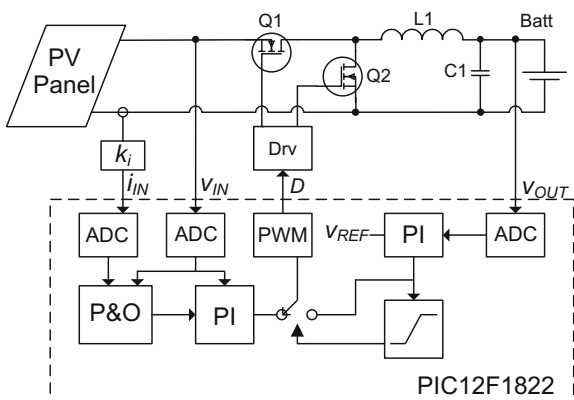 Q1
L1
Batt
PV
Panel
Q2
C1
k_i
Drv
i_IN
v_IN
D
v_OUT
ADC
ADC
PWM
v_REF
PI
ADC
P&O
PI
PIC12F1822